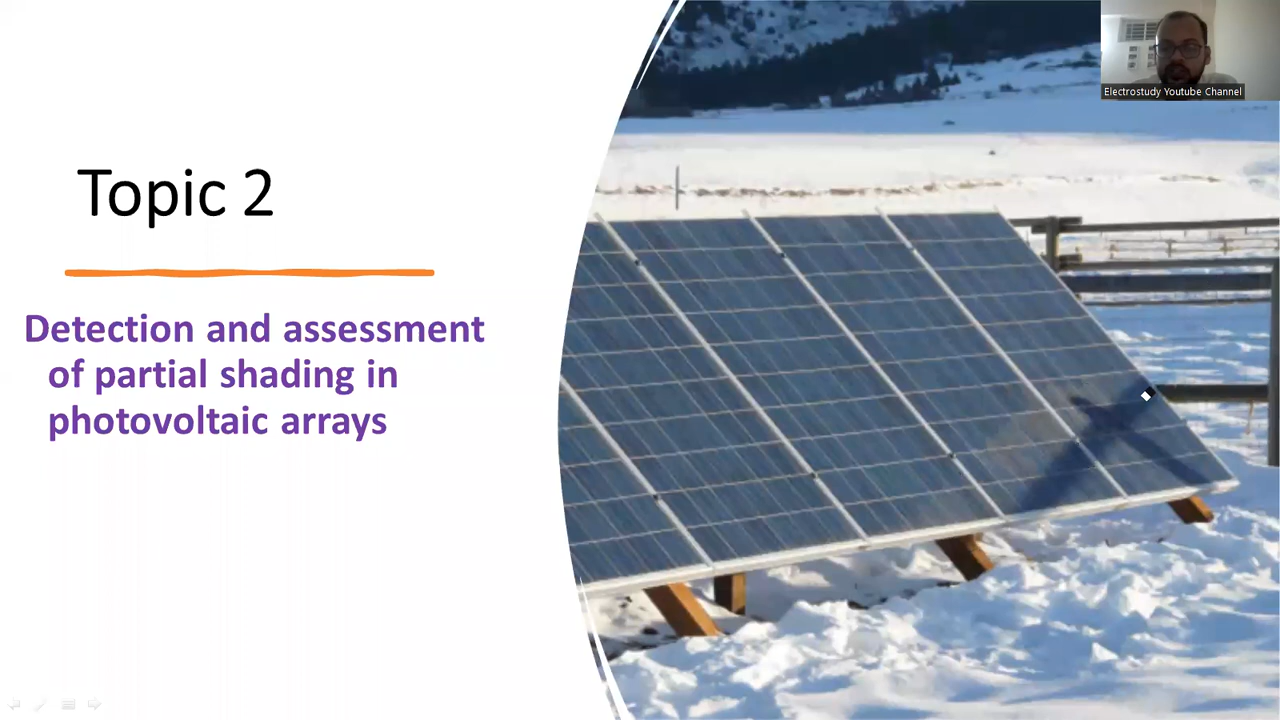 Electrostudy Youtube Channel
Topic 2
Detection and assessment
of partial shading in
photovoltaic arrays